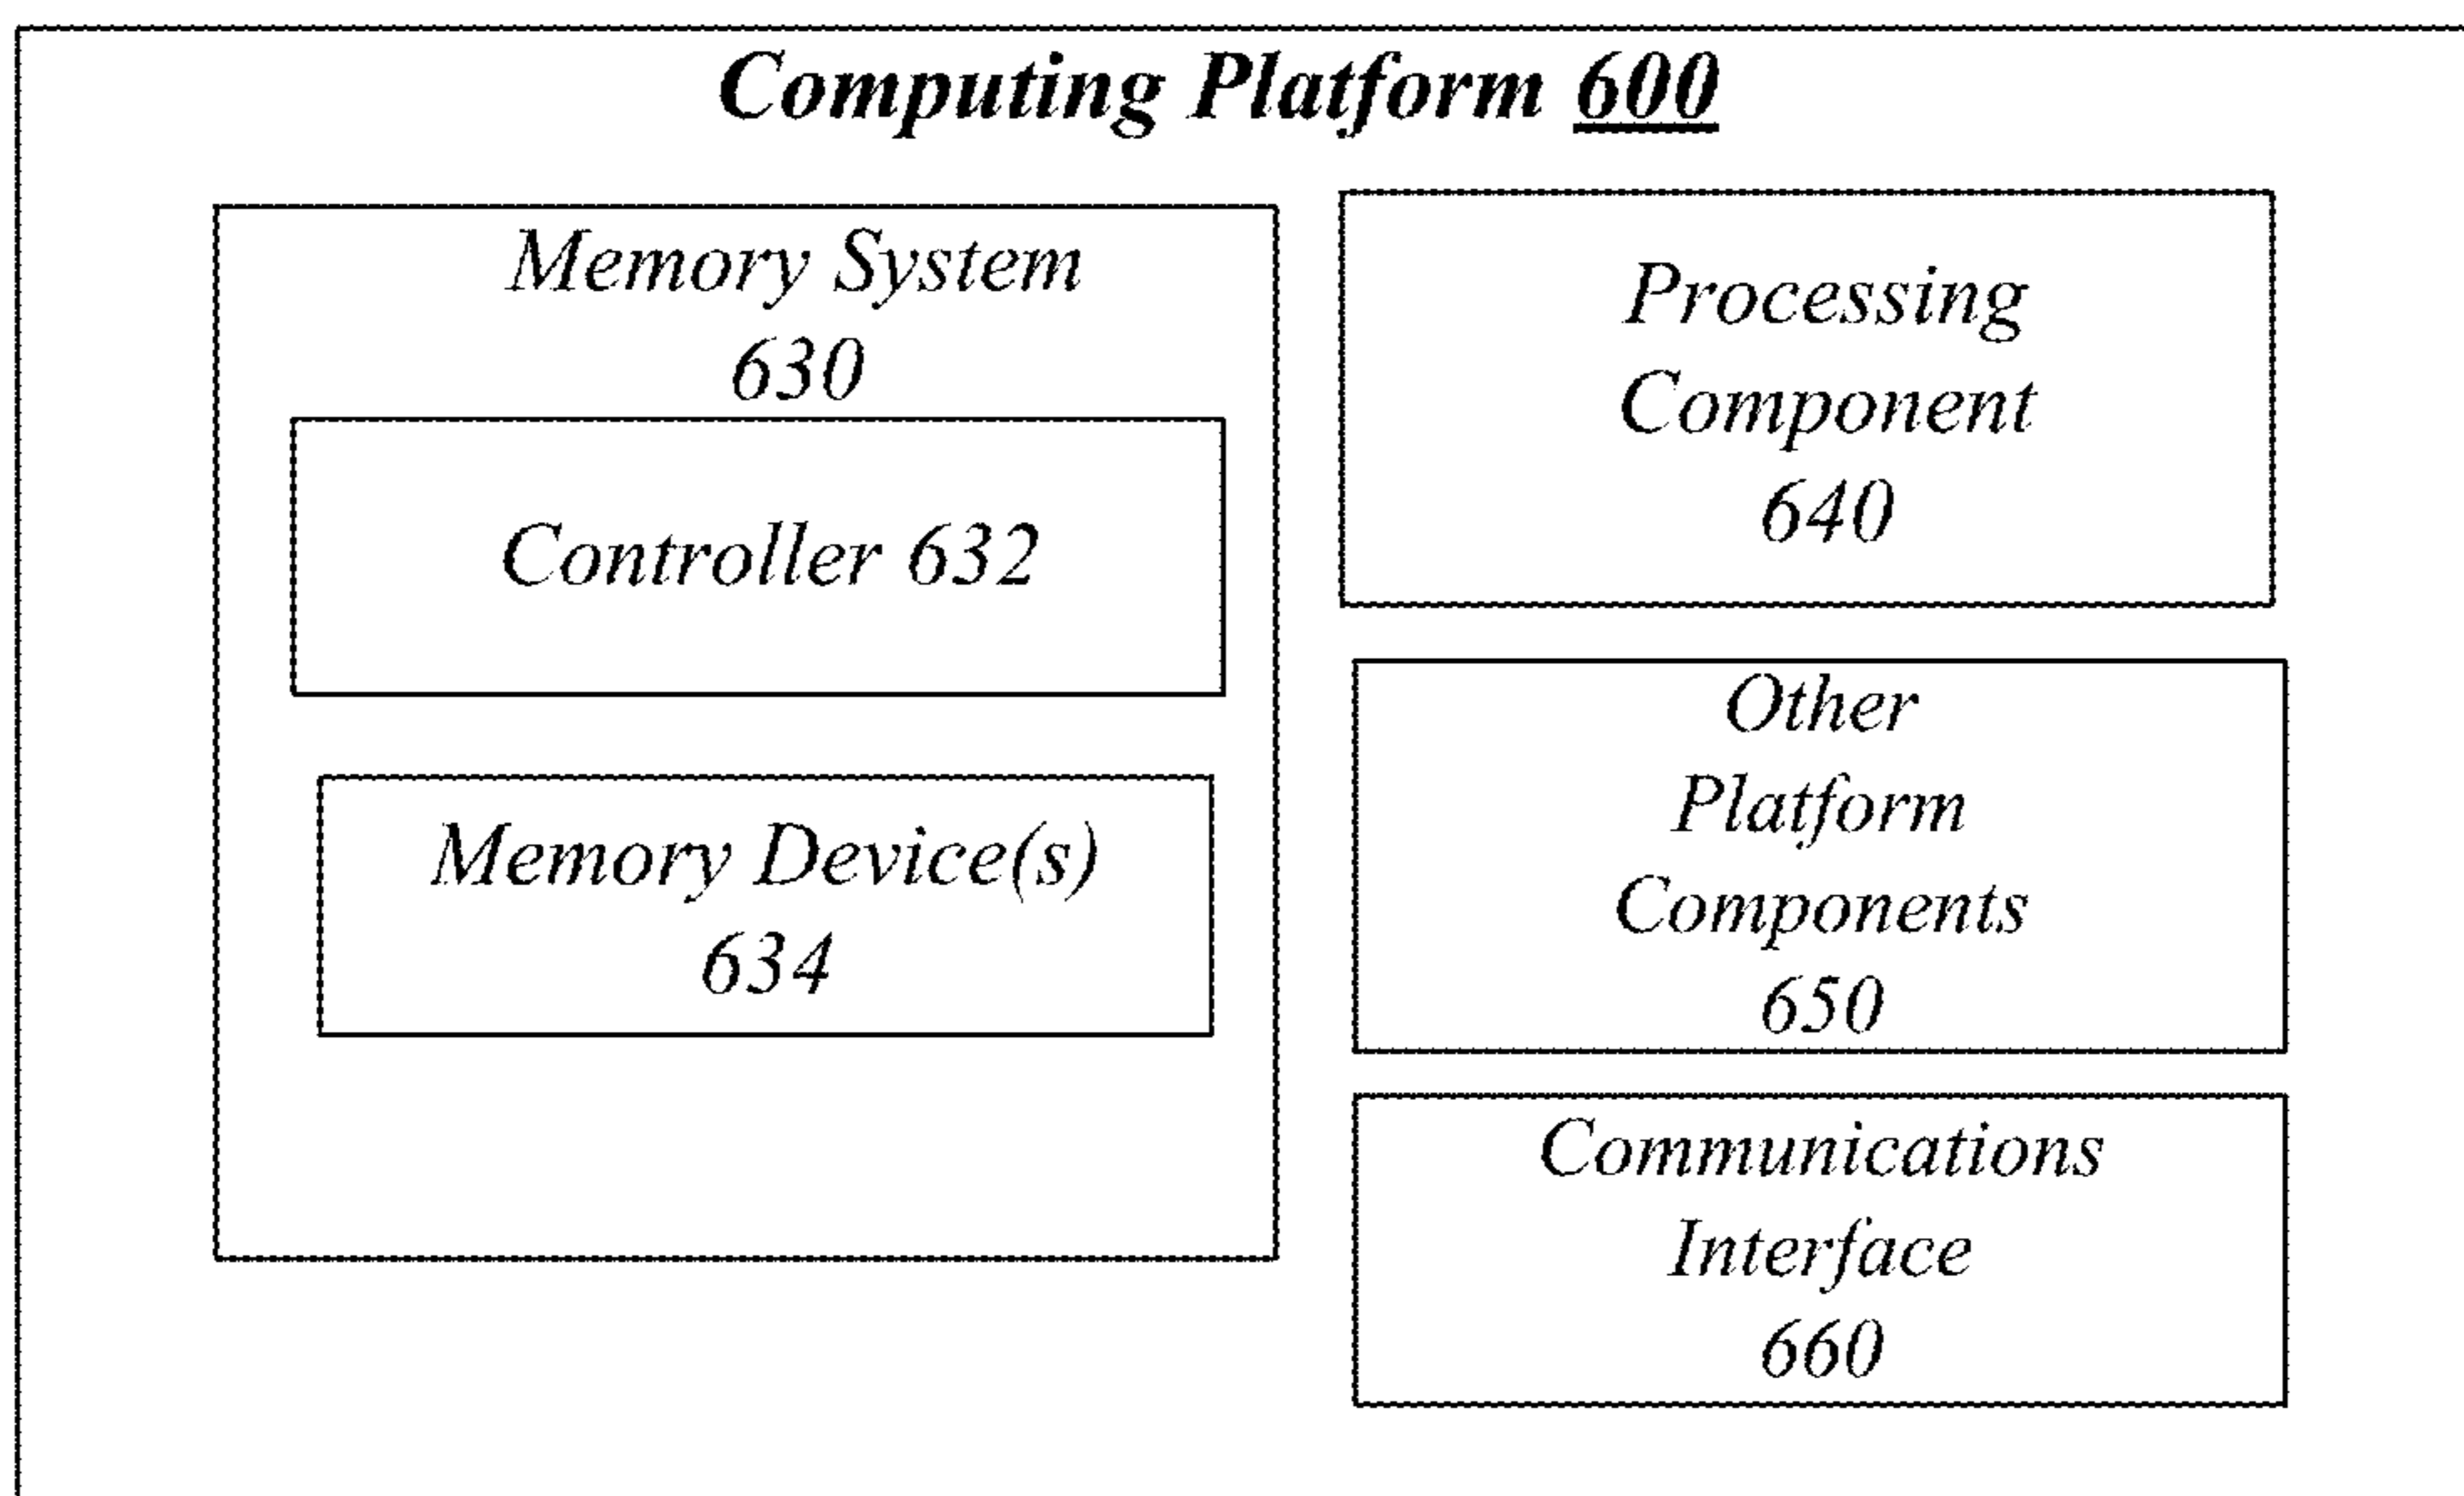 Computing Platform 600
Memory System
630
Controller 632
Memory Device(s)
634
Processing
Component
640
Other
Platform
Components
650
Communications
Interface
660